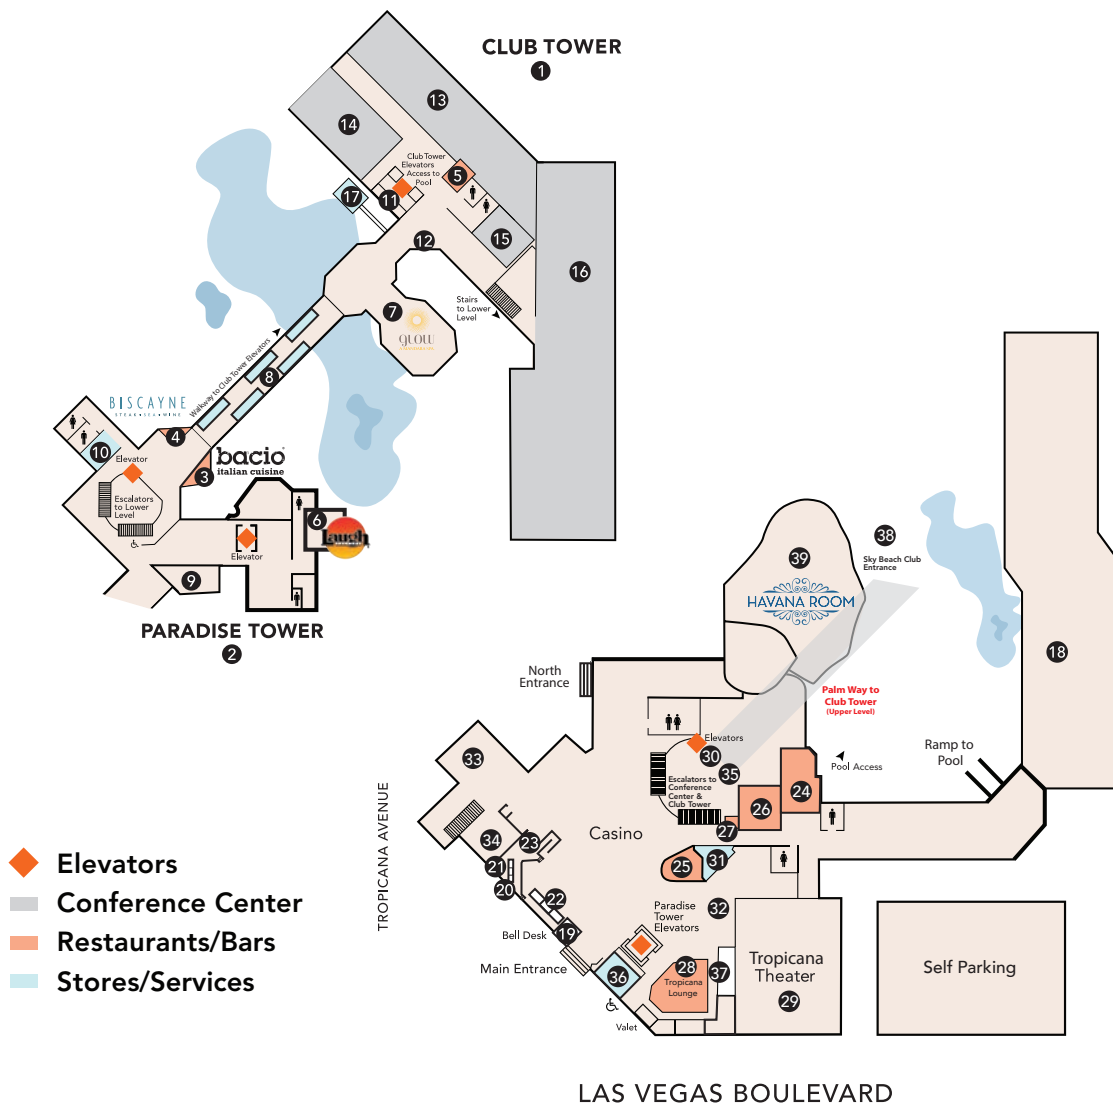 CLUB TOWER
1
13
14
Club Tower
Elevators
Access to
Pool
5
17
11
12
15
16
Stairs
to Lower
Level
7
glow
Walkway to Club Tower Elevators
8
BISCAYNE
STEAK • SEA • WINE
4
10
Elevator
bacio
italian cuisine
3
Escalators
to Lower
Level
6
Laugh
Elevator
9
PARADISE TOWER
2
38
Sky Beach Club
Entrance
39
HAVANA ROOM
18
North
Entrance
Palm Way to
Club Tower
(Upper Level)
Elevators
30
35
Escalators to
Conference
Center &
Club Tower
Pool Access
Ramp to
Pool
33
24
26
27
TROPICANA AVENUE
34
23
Casino
21
20
25
31
22
19
Bell Desk
Main Entrance
Paradise
Tower
Elevators
32
36
28
Tropicana
Lounge
37
Tropicana
Theater
29
Self Parking
Valet
Elevators
Conference Center
Restaurants/Bars
Stores/Services
LAS VEGAS BOULEVARD